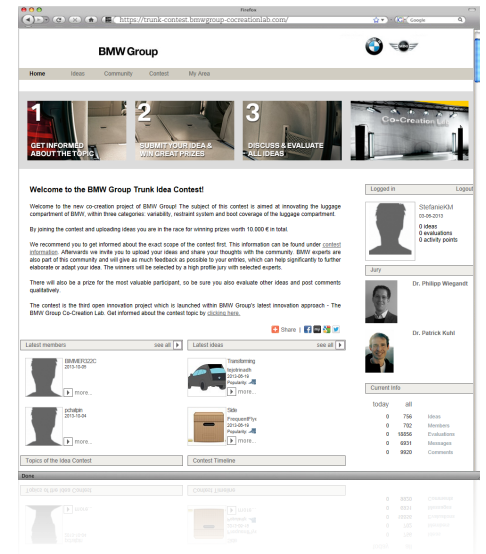 Firefox
https://trunk-contest.bmwgroup-cocreationlab.com/
Google
BMW Group
Home Ideas Community Contest My Area
1
GET INFORMED
ABOUT THE TOPIC
2
SUBMIT YOUR IDEA &
WIN GREAT PRIZES
3
DISCUSS & EVALUATE
ALL IDEAS
Co-Creation Lab
Welcome to the BMW Group Trunk Idea Contest!
Welcome to the new co-creation project of BMW Group! The subject of this contest is aimed at innovating the luggage
compartment of BMW, within three categories: variability, restraint system and boot coverage of the luggage compartment.
By joining the contest and uploading ideas you are in the race for winning prizes worth 10.000 € in total.
We recommend you to get informed about the exact scope of the contest first. This information can be found under contest
information. Afterwards we invite you to upload your ideas and share your thoughts with the community. BMW experts are
also part of this community and will give as much feedback as possible to your entries, which can help significantly to further
elaborate or adapt your idea. The winners will be selected by a high profile jury with selected experts.
There will also be a prize for the most valuable participant, so be sure you also evaluate other ideas and post comments
qualitatively.
The contest is the third open innovation project which is launched within BMW Group's latest innovation approach - The
BMW Group Co-Creation Lab. Get informed about the contest topic by clicking here.
Share |
Logged in Logout
StefanieKM
03-06-2013
0 ideas
0 evaluations
0 activity points
Jury
Dr. Philipp Wiegandt
Dr. Patrick Kuhl
Current Info
today all
0 756 Ideas
0 702 Members
0 16856 Evaluations
0 6931 Messages
0 9920 Comments
Latest members see all
BMMER322C
2013-10-05
more...
pchatpin
2013-10-04
more...
Latest ideas see all
Transforming
2013-06-19
Popularity:
more...
Slide
FrequentFlye
2013-06-19
Popularity:
more...
Topics of the Idea Contest
Contest Timeline
Done